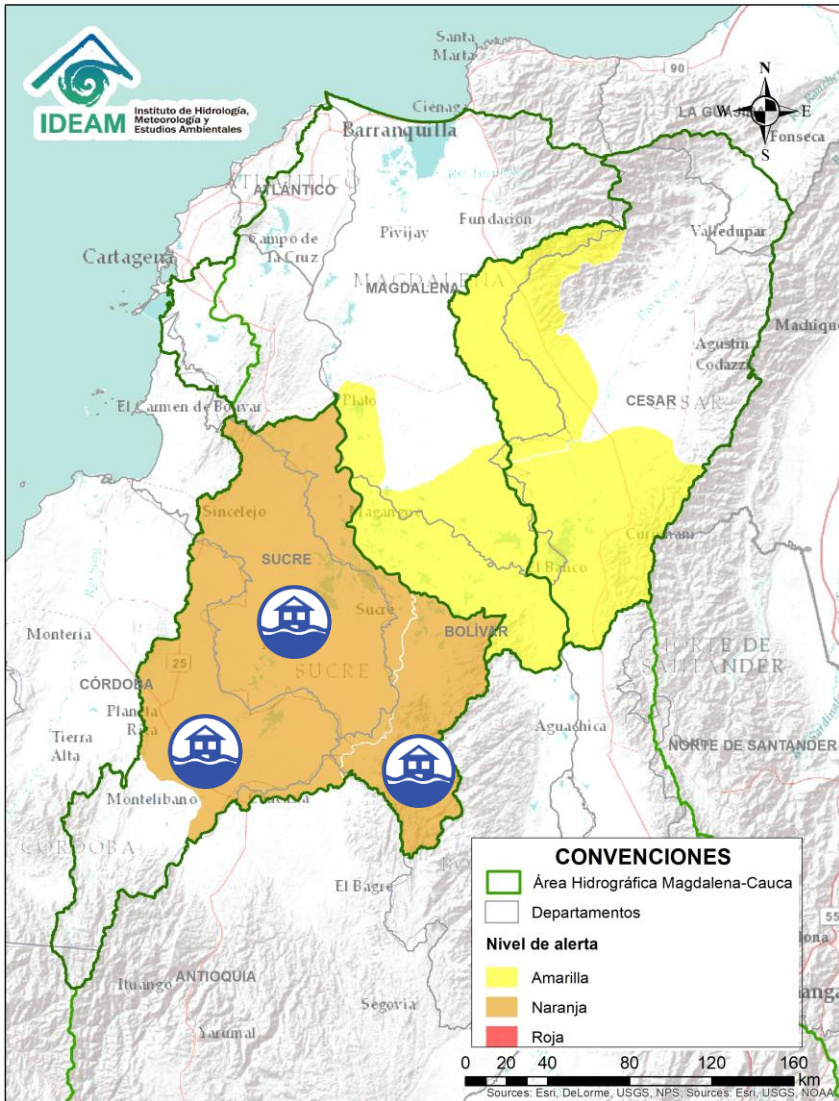 IDEAM
Instituto de Hidrología,
Meteorología y
Estudios Ambientales
Santa
Marta
90
N
W
E
S
Ciénaga
LA GUAJI
Barranquilla
Fonseca
ATLÁNTICO
Fundación
Pivijay
Valledupar
Campo de
la Cruz
Cartagena
MAGDALENA
MAGDALENA
Machique
Agustín
Codazzi
CESAR
CESAR
El Carmen de Bolívar
Plato
Sincelejo
Magangué
Curumaní
SUCRE
El Banco
Sucre
BOLÍVAR
Montería
25
SUCRE
NORTE DE
SANTANDER
CÓRDOBA
Planeta
Rica
Aguachica
Tierra
Alta
NORTE DE SANTANDER
Montelíbano
CÓRDOBA
El Bagre
ANTIOQUIA
Ituango
Segovia
Yarumal
CONVENCIONES
Área Hidrográfica Magdalena-Cauca
Departamentos
Nivel de alerta
Amarilla
Naranja
Roja
55
0 20 40 80 120 160
km
Sources: Esri, DeLorme, USGS, NPS; Sources: Esri, USGS, NOAA